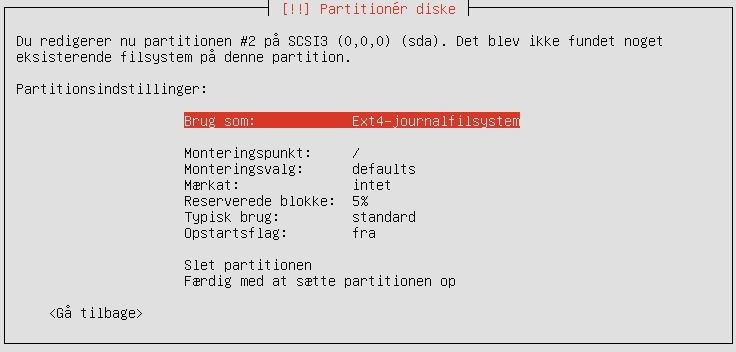 [!!] Partitionér diske
Du redigerer nu partitionen #2 på SCSI3 (0,0,0) (sda). Det blev ikke fundet noget
eksisterende filsystem på denne partition.
Partitionsindstillinger:
Brug som: Ext4-journalfilsystem
Monteringspunkt: /
Monteringsvalg: defaults
Mærkat: intet
Reserverede blokke: 5%
Typisk brug: standard
Opstartsflag: fra
Slet partitionen
Færdig med at sætte partitionen op
<Gå tilbage>